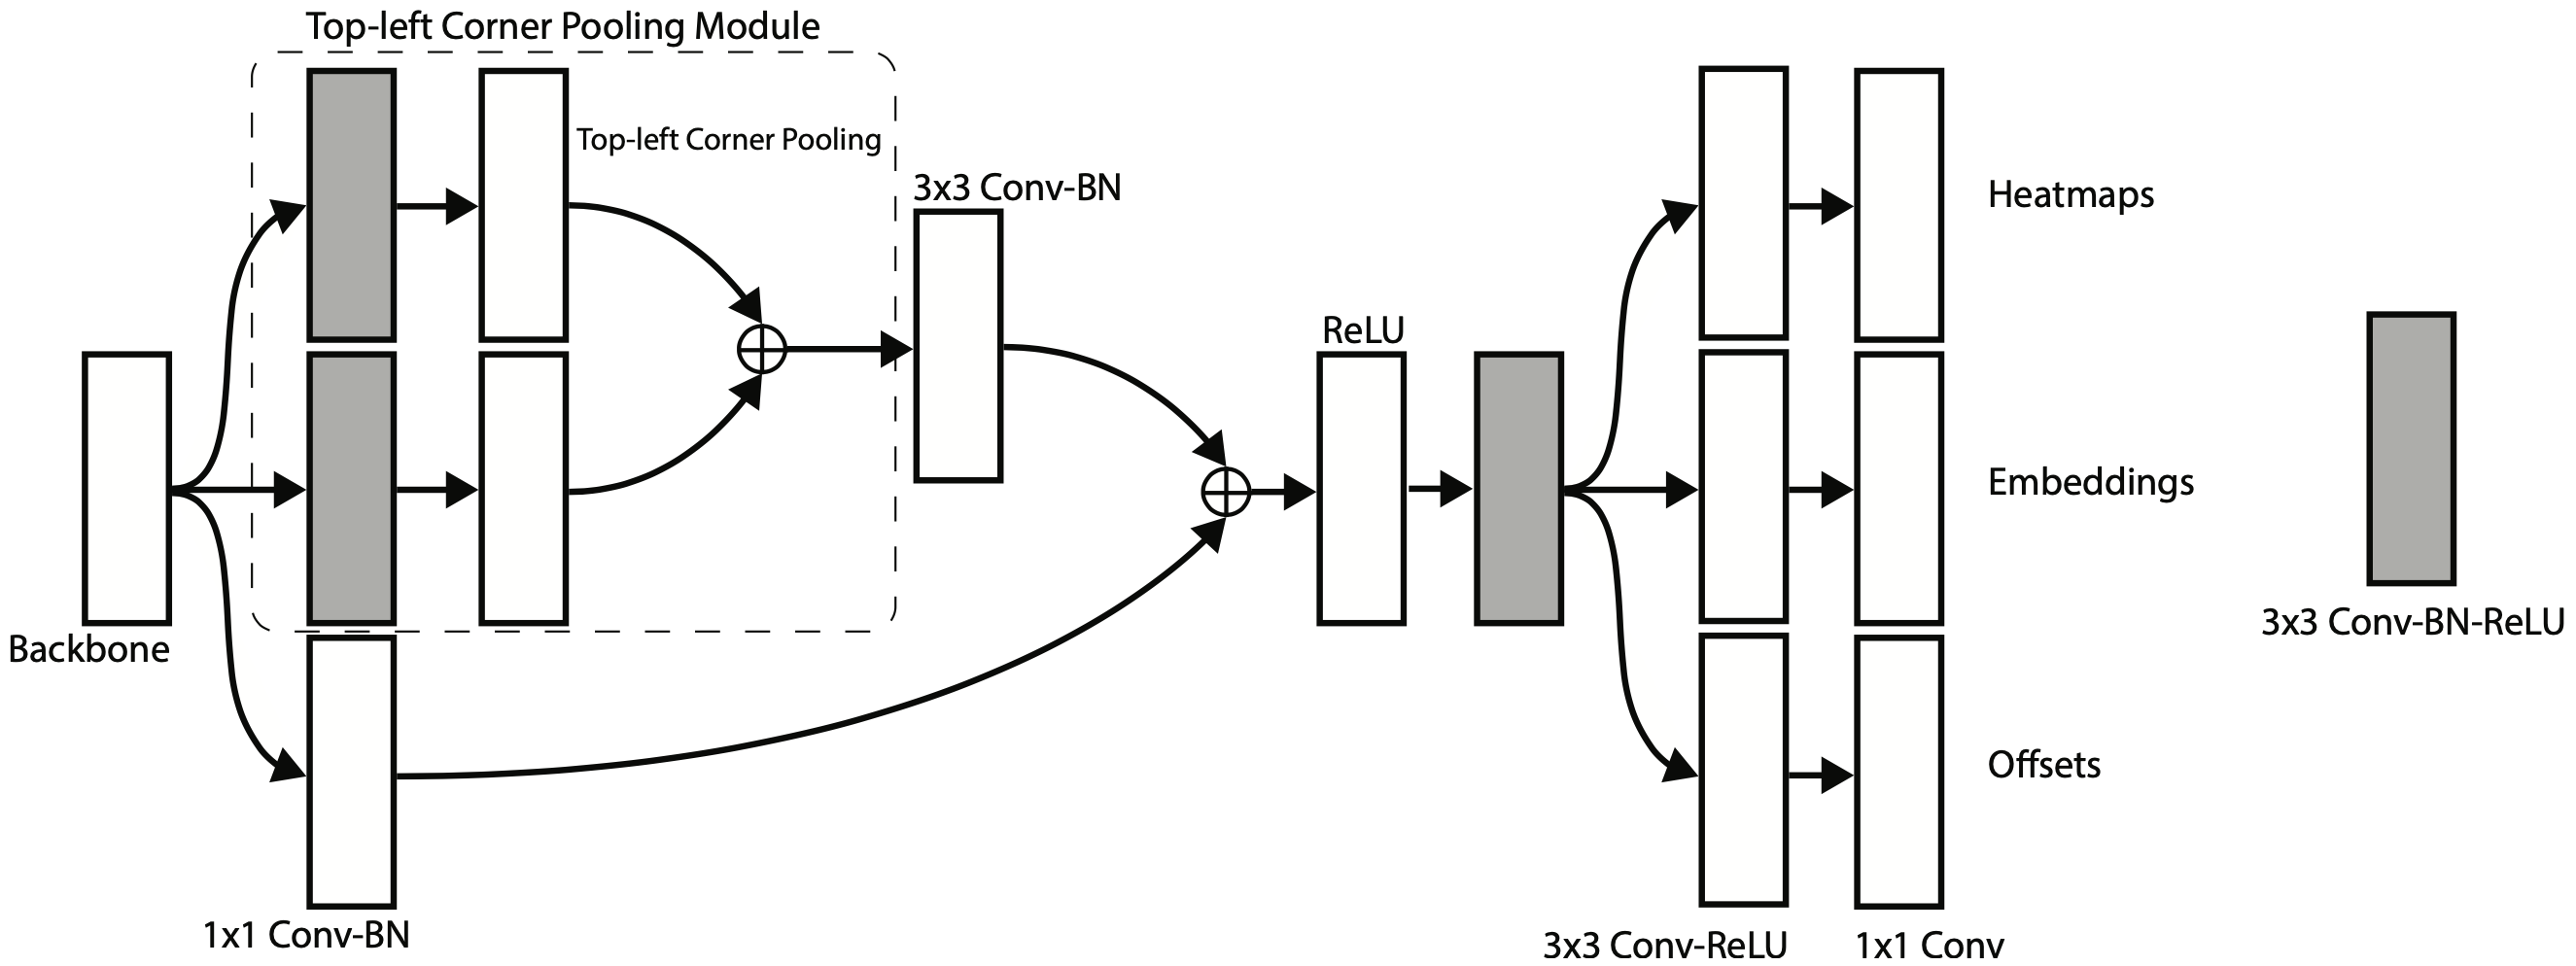 Top-left Corner Pooling Module
Top-left Corner Pooling
3x3 Conv-BN
Heatmaps
ReLU
Embeddings
3x3 Conv-BN-ReLU
Backbone
Offsets
1x1 Conv-BN
3x3 Conv-ReLU
1x1 Conv